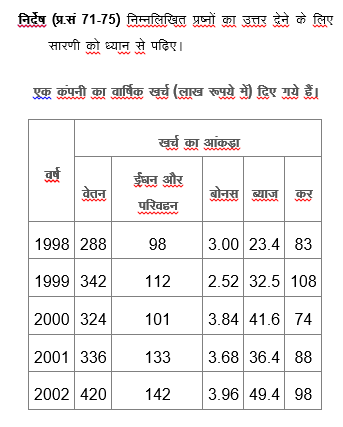 निर्देष (प्र.सं 71-75) निम्नलिखित प्रष्नों का उत्तर देने के लिए
सारणी को ध्यान से पढिए।
एक कंपनी का वार्षिक खर्च (लाख रूपये में) दिए गये हैं।
वर्ष खर्च का आंकड़ा
वेतन ईंधन और परिवहन बोनस ब्याज कर
1998 288 98 3.00 23.4 83
1999 342 112 2.52 32.5 108
2000 324 101 3.84 41.6 74
2001 336 133 3.68 36.4 88
2002 420 142 3.96 49.4 98